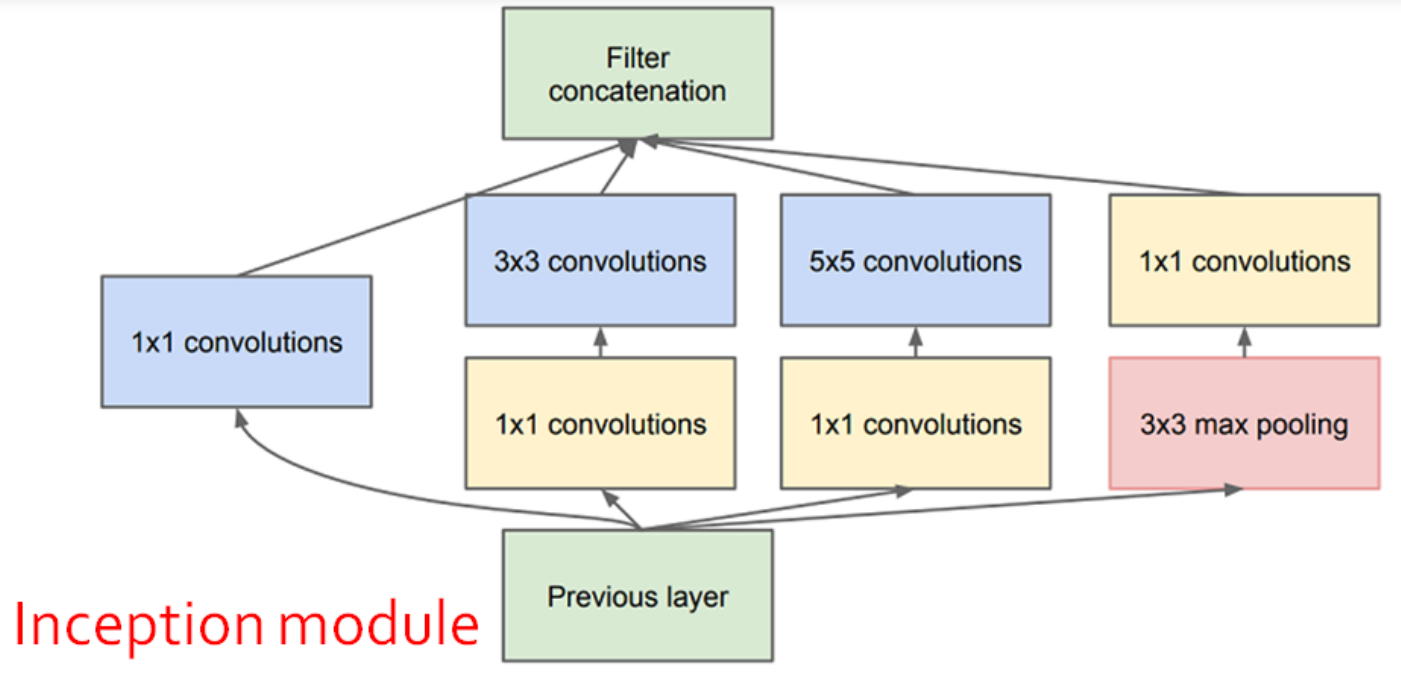 Filter
concatenation
3x3 convolutions
5x5 convolutions
1x1 convolutions
1x1 convolutions
1x1 convolutions
1x1 convolutions
3x3 max pooling
Previous layer
Inception module